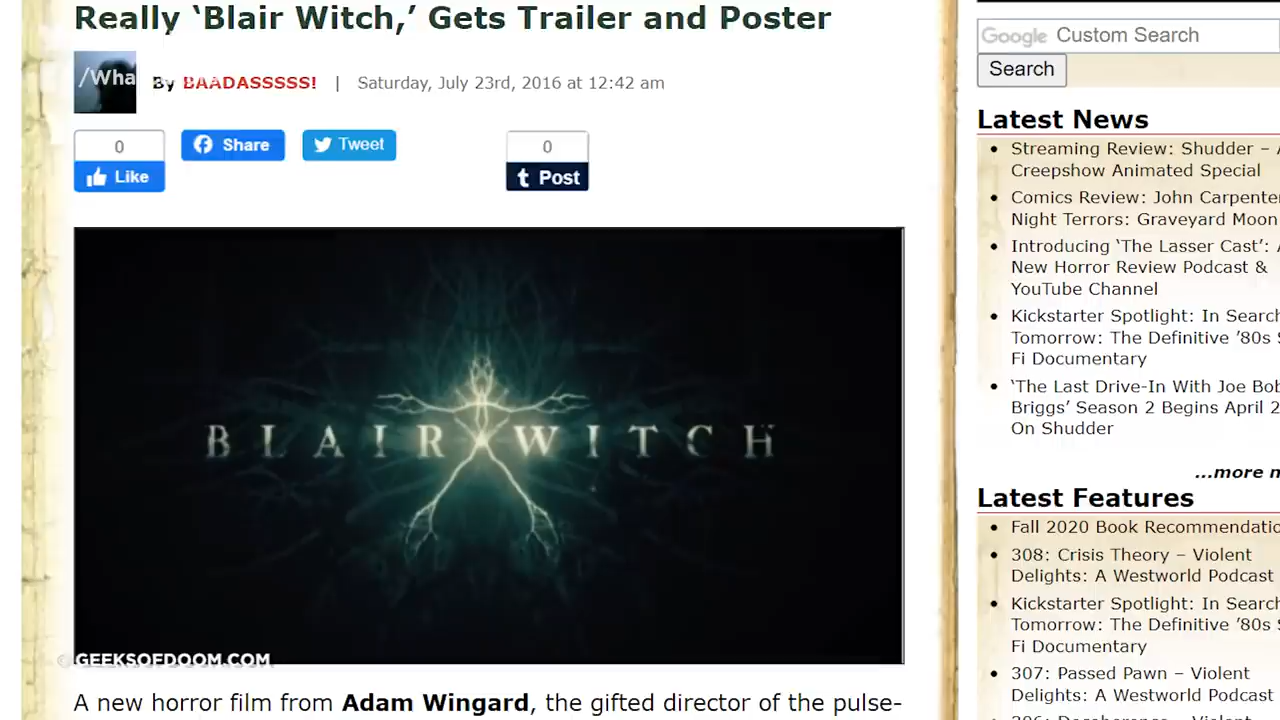 Really ‘Blair Witch,’ Gets Trailer and Poster
/Wha
By BAADASSSSS! | Saturday, July 23rd, 2016 at 12:42 am
0
Like
Share
Tweet
0
Post
BLAIR WITCH
GEEKSOFDOOM.COM
A new horror film from Adam Wingard, the gifted director of the pulse-
Google Custom Search
Search
Latest News
Streaming Review: Shudder – A
Creepshow Animated Special
Comics Review: John Carpenter
Night Terrors: Graveyard Moon
Introducing ‘The Lasser Cast’: A
New Horror Review Podcast &
YouTube Channel
Kickstarter Spotlight: In Search
Tomorrow: The Definitive ’80s S
Fi Documentary
‘The Last Drive-In With Joe Bob
Briggs’ Season 2 Begins April 2
On Shudder
...more n
Latest Features
Fall 2020 Book Recommendatio
308: Crisis Theory – Violent
Delights: A Westworld Podcast
Kickstarter Spotlight: In Search
Tomorrow: The Definitive ’80s S
Fi Documentary
307: Passed Pawn – Violent
Delights: A Westworld Podcast